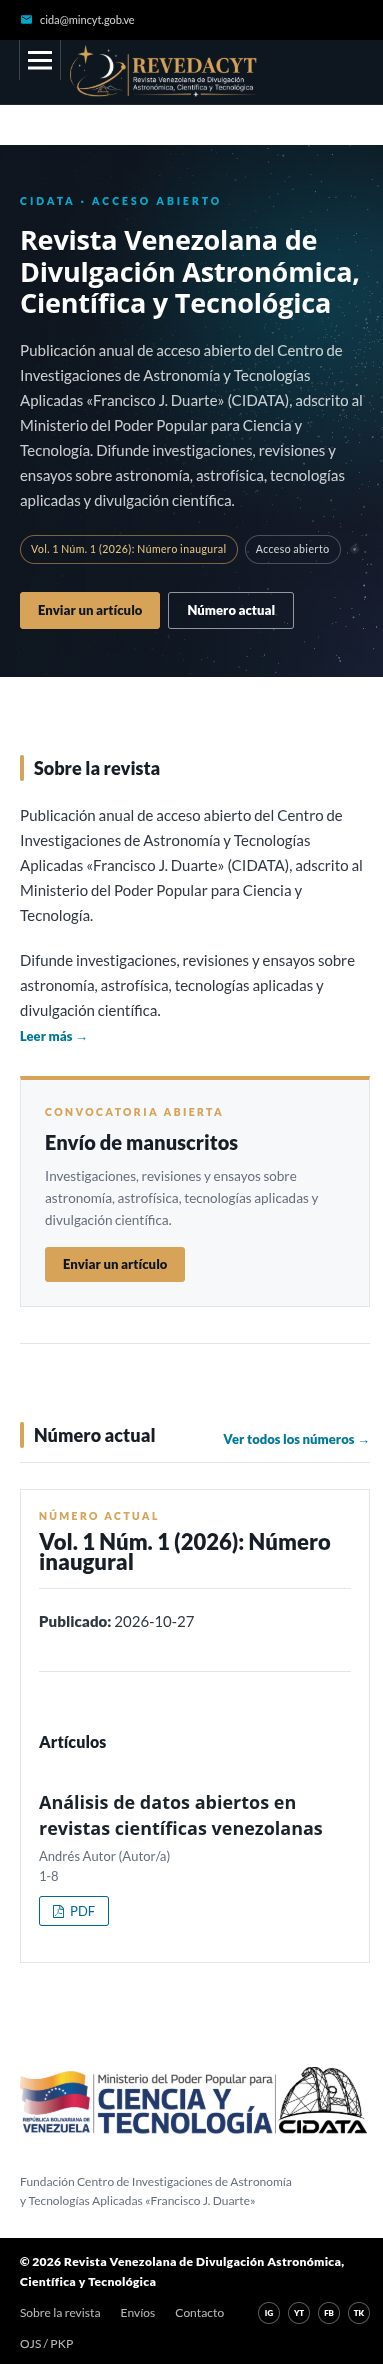 cida@mincyt.gob.ve
REVEDACYT
Revista Venezolana de Divulgación
Astronómica, Científica y Tecnológica
CIDATA · ACCESO ABIERTO
Revista Venezolana de
Divulgación Astronómica,
Científica y Tecnológica
Publicación anual de acceso abierto del Centro de
Investigaciones de Astronomía y Tecnologías
Aplicadas «Francisco J. Duarte» (CIDATA), adscrito al
Ministerio del Poder Popular para Ciencia y
Tecnología. Difunde investigaciones, revisiones y
ensayos sobre astronomía, astrofísica, tecnologías
aplicadas y divulgación científica.
Vol. 1 Núm. 1 (2026): Número inaugural
Acceso abierto
Enviar un artículo
Número actual
Sobre la revista
Publicación anual de acceso abierto del Centro de
Investigaciones de Astronomía y Tecnologías
Aplicadas «Francisco J. Duarte» (CIDATA), adscrito al
Ministerio del Poder Popular para Ciencia y
Tecnología.
Difunde investigaciones, revisiones y ensayos sobre
astronomía, astrofísica, tecnologías aplicadas y
divulgación científica.
Leer más →
CONVOCATORIA ABIERTA
Envío de manuscritos
Investigaciones, revisiones y ensayos sobre
astronomía, astrofísica, tecnologías aplicadas y
divulgación científica.
Enviar un artículo
Número actual
Ver todos los números →
NÚMERO ACTUAL
Vol. 1 Núm. 1 (2026): Número
inaugural
Publicado: 2026-10-27
Artículos
Análisis de datos abiertos en
revistas científicas venezolanas
Andrés Autor (Autor/a)
1-8
PDF
REPÚBLICA BOLIVARIANA DE
VENEZUELA
Ministerio del Poder Popular para
CIENCIA Y
TECNOLOGÍA
CIDATA
Fundación Centro de Investigaciones de Astronomía
y Tecnologías Aplicadas «Francisco J. Duarte»
© 2026 Revista Venezolana de Divulgación Astronómica,
Científica y Tecnológica
Sobre la revista
Envíos
Contacto
IG
YT
FB
TK
OJS / PKP